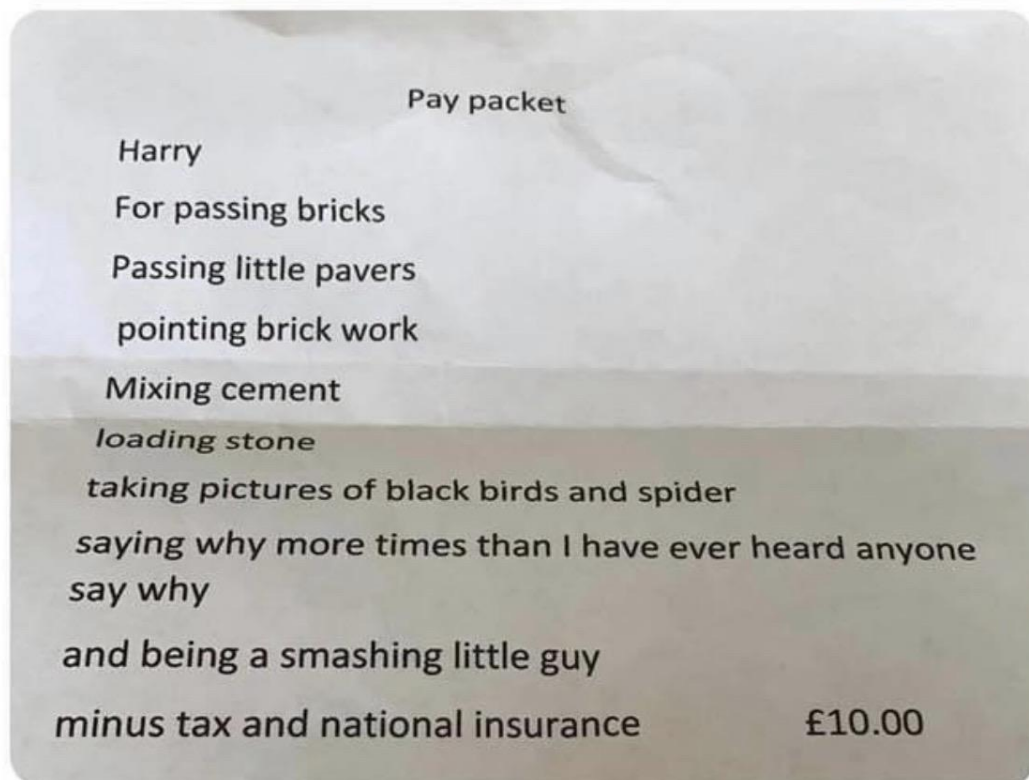 Pay packet
Harry
For passing bricks
Passing little pavers
pointing brick work
Mixing cement
loading stone
taking pictures of black birds and spider
saying why more times than I have ever heard anyone
say why
and being a smashing little guy
minus tax and national insurance £10.00